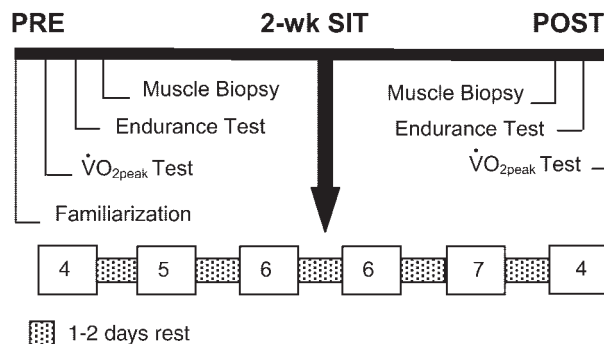 PRE 2-wk SIT POST
Muscle Biopsy Muscle Biopsy
Endurance Test Endurance Test
V̇O2peak Test V̇O2peak Test
Familiarization
4 5 6 6 7 4
1-2 days rest